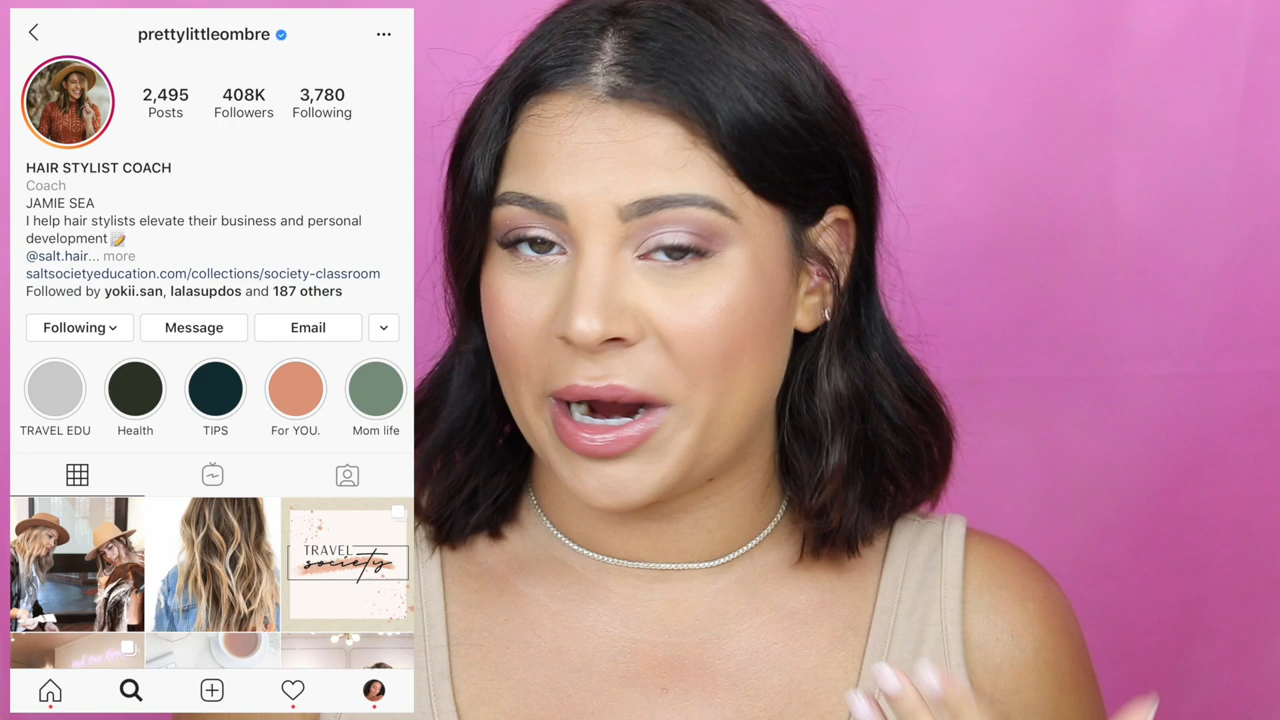 prettylittleombre
2,495 408K 3,780
Posts Followers Following
HAIR STYLIST COACH
Coach
JAMIE SEA
I help hair stylists elevate their business and personal
development 📝
@salt.hair... more
saltsocietyeducation.com/collections/society-classroom
Followed by yokii.san, lalasupdos and 187 others
Following Message Email
TRAVEL EDU Health TIPS For YOU. Mom life
TRAVEL
society